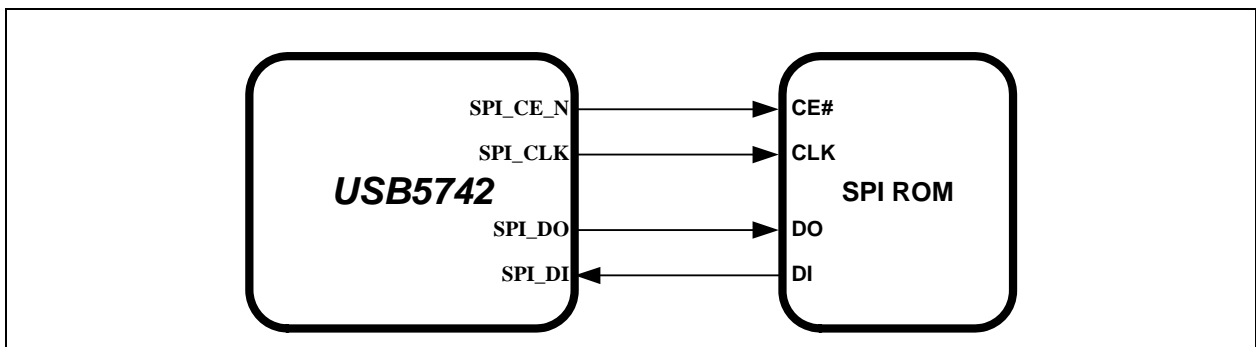 SPI_CE_N CE#
SPI_CLK CLK
USB5742 SPI ROM
SPI_DO DO
SPI_DI DI